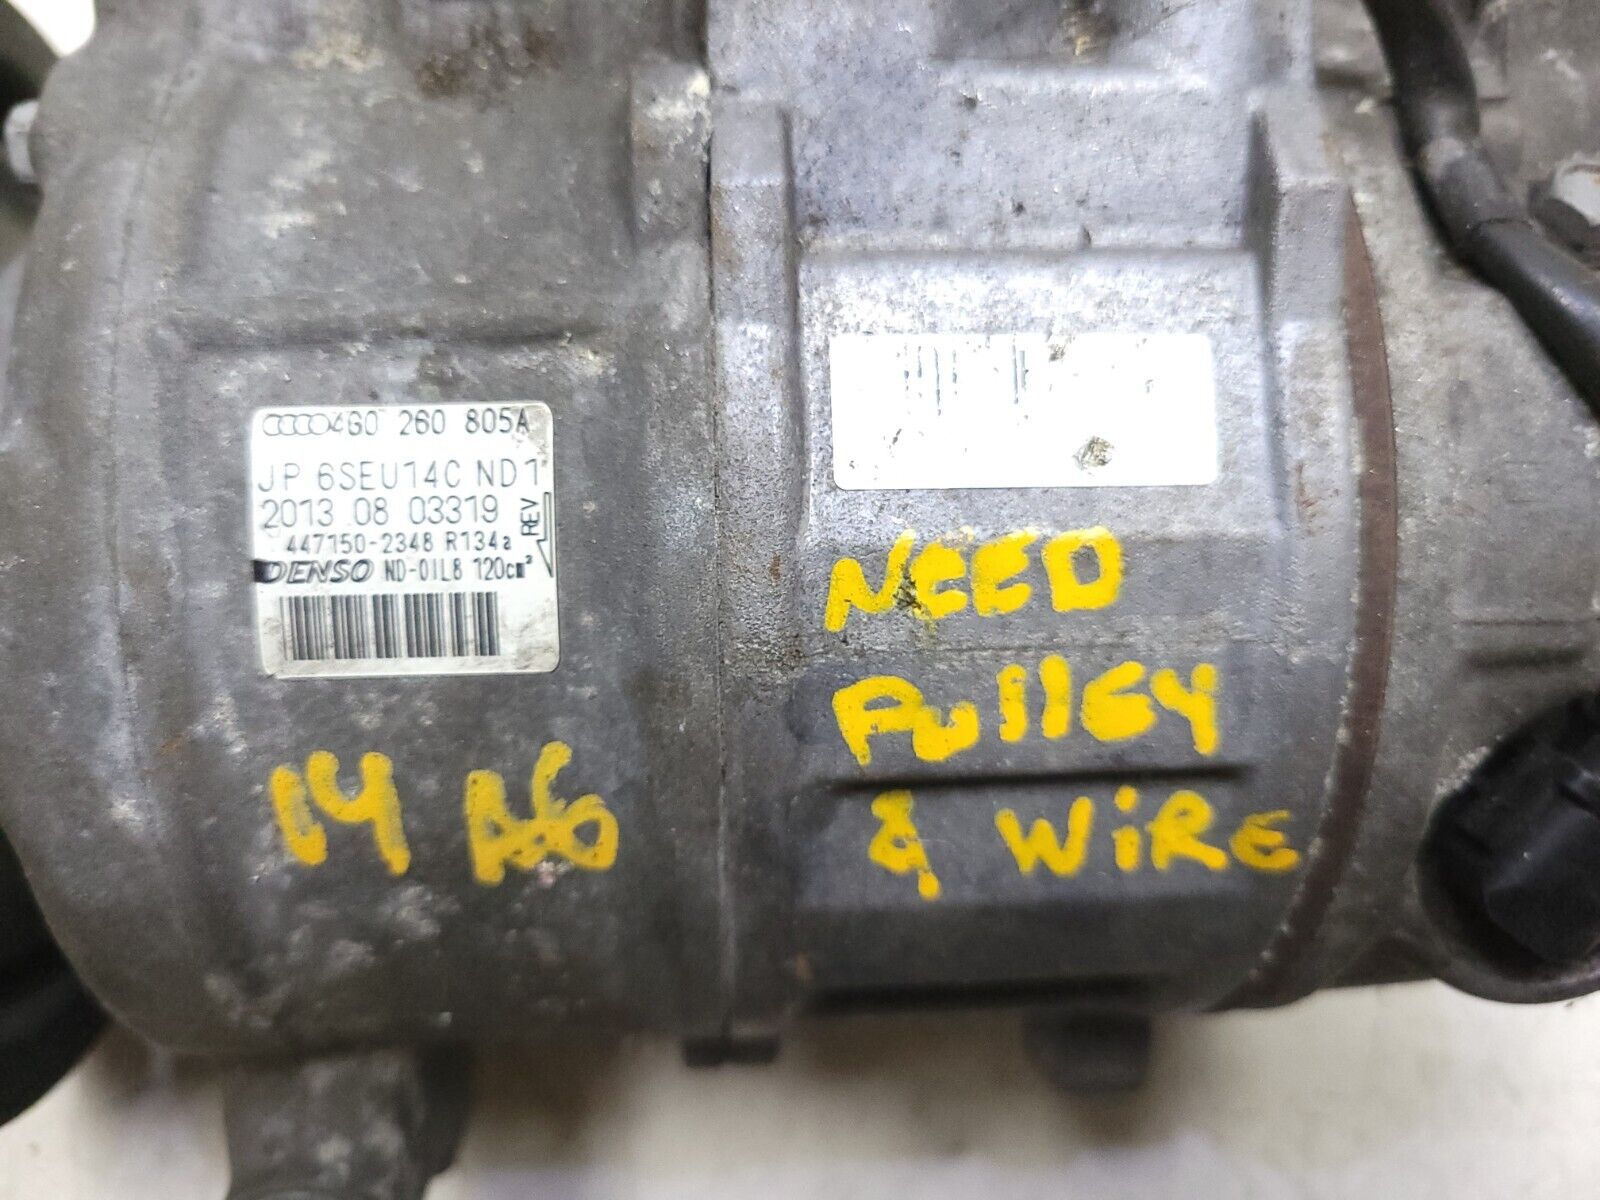 4G0 260 805A
JP 6SEU14C ND1
2013 08 03319
REV
447150-2348 R134a
DENSO ND-OIL8 120cm³
14 A6
NEED
PullEy
& WiRE